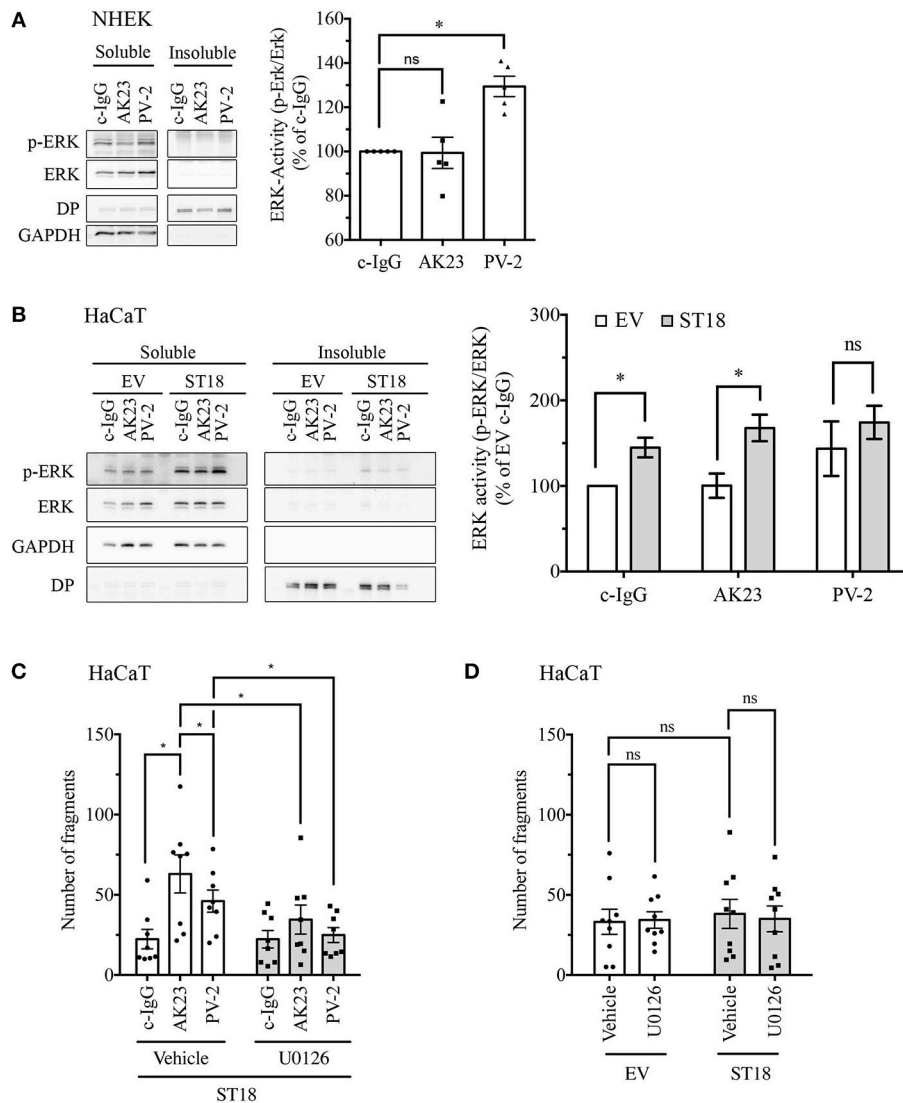 A
NHEK
Soluble Insoluble
c-IgG AK23 PV-2 c-IgG AK23 PV-2
p-ERK
ERK
DP
GAPDH
ERK-Activity (p-Erk/Erk)
(% of c-IgG)
160
140
120
100
80
60
ns
*
c-IgG AK23 PV-2
B
HaCaT
Soluble Insoluble
EV ST18 EV ST18
c-IgG AK23 PV-2 c-IgG AK23 PV-2 c-IgG AK23 PV-2 c-IgG AK23 PV-2
p-ERK
ERK
GAPDH
DP
ERK activity (p-ERK/ERK)
(% of EV c-IgG)
300
200
150
100
50
0
EV ST18
* * ns
c-IgG AK23 PV-2
C
HaCaT
Number of fragments
150
100
50
0
* * * *
c-IgG AK23 PV-2 c-IgG AK23 PV-2
Vehicle U0126
ST18
D
HaCaT
Number of fragments
150
100
50
0
ns ns ns
Vehicle U0126 Vehicle U0126
EV ST18